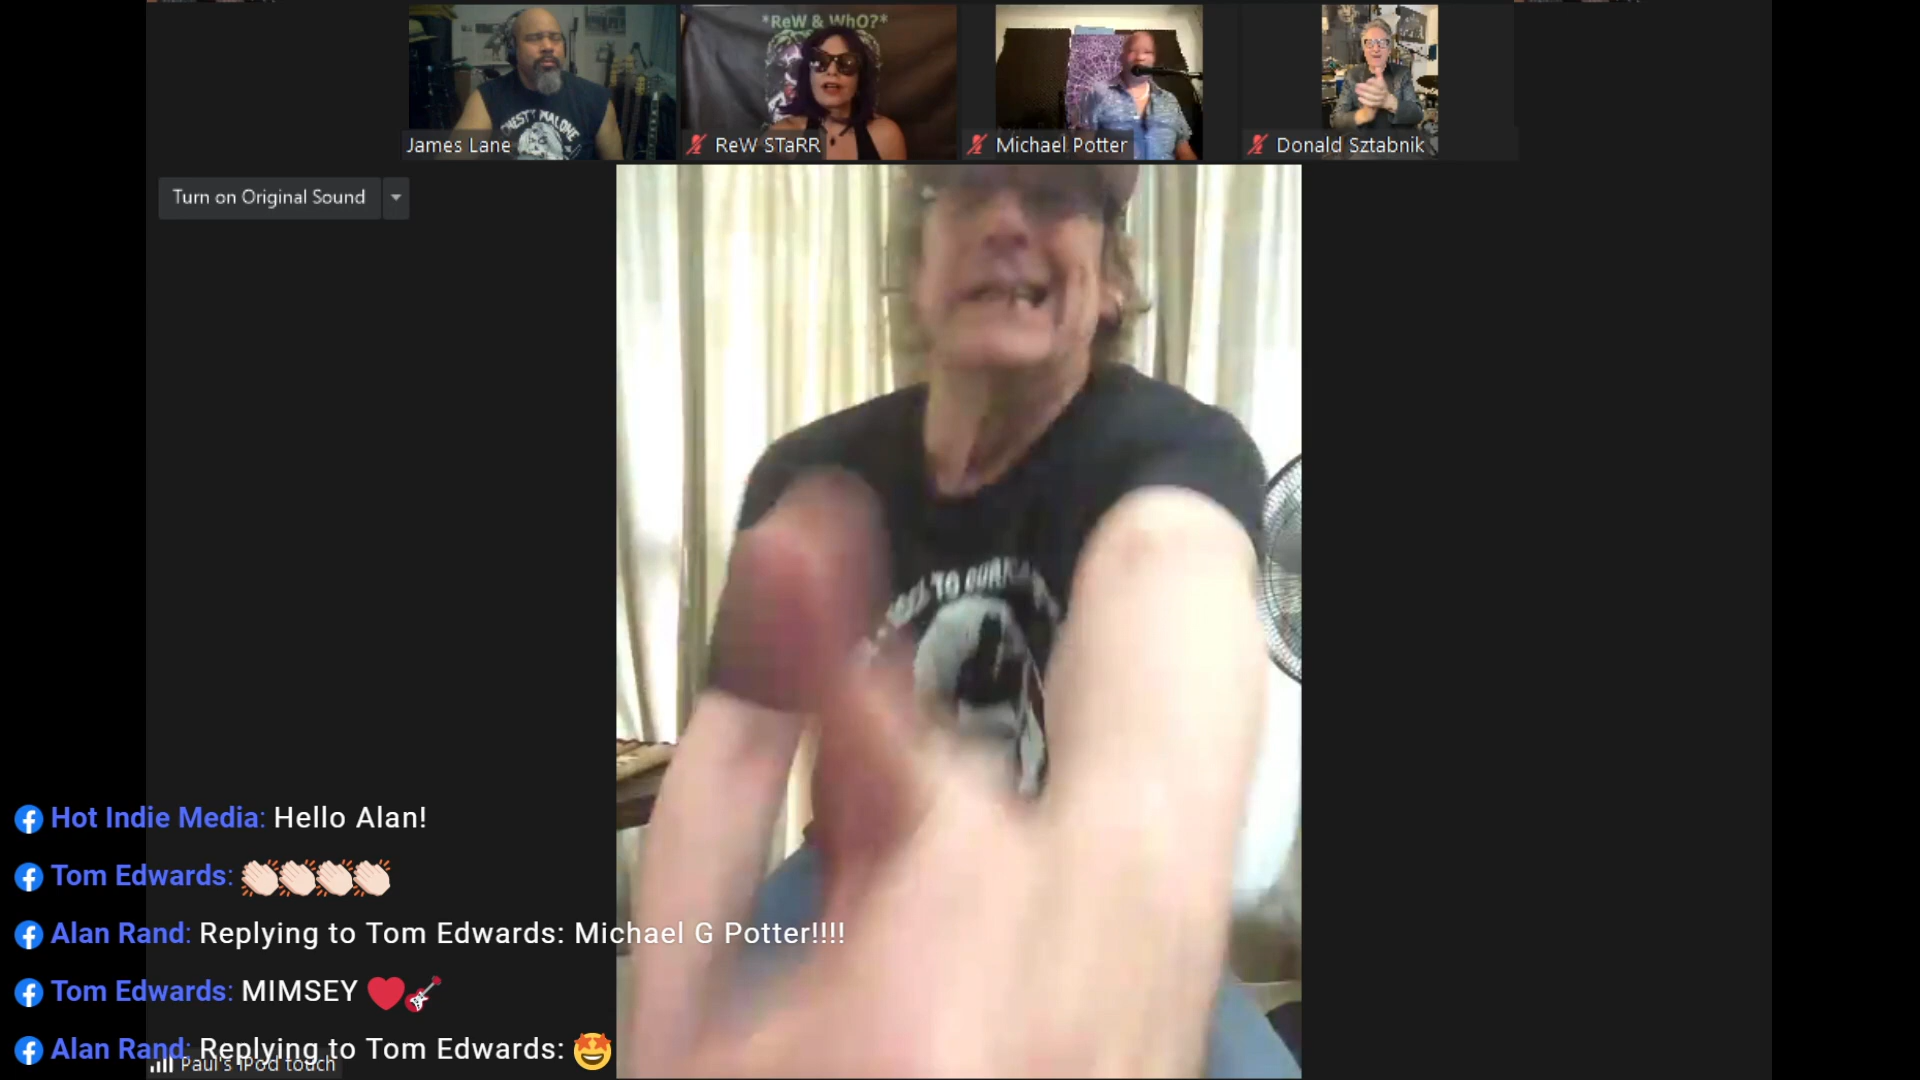 *ReW & WhO?*
James Lane
ReW STaRR
Michael Potter
Donald Sztabnik
Turn on Original Sound
Hot Indie Media: Hello Alan!
Tom Edwards: 👏🏻👏🏻👏🏻👏🏻
Alan Rand: Replying to Tom Edwards: Michael G Potter!!!!
Tom Edwards: MIMSEY ❤️🎸
Alan Rand: Replying to Tom Edwards: 🤩
Paul's iPod touch